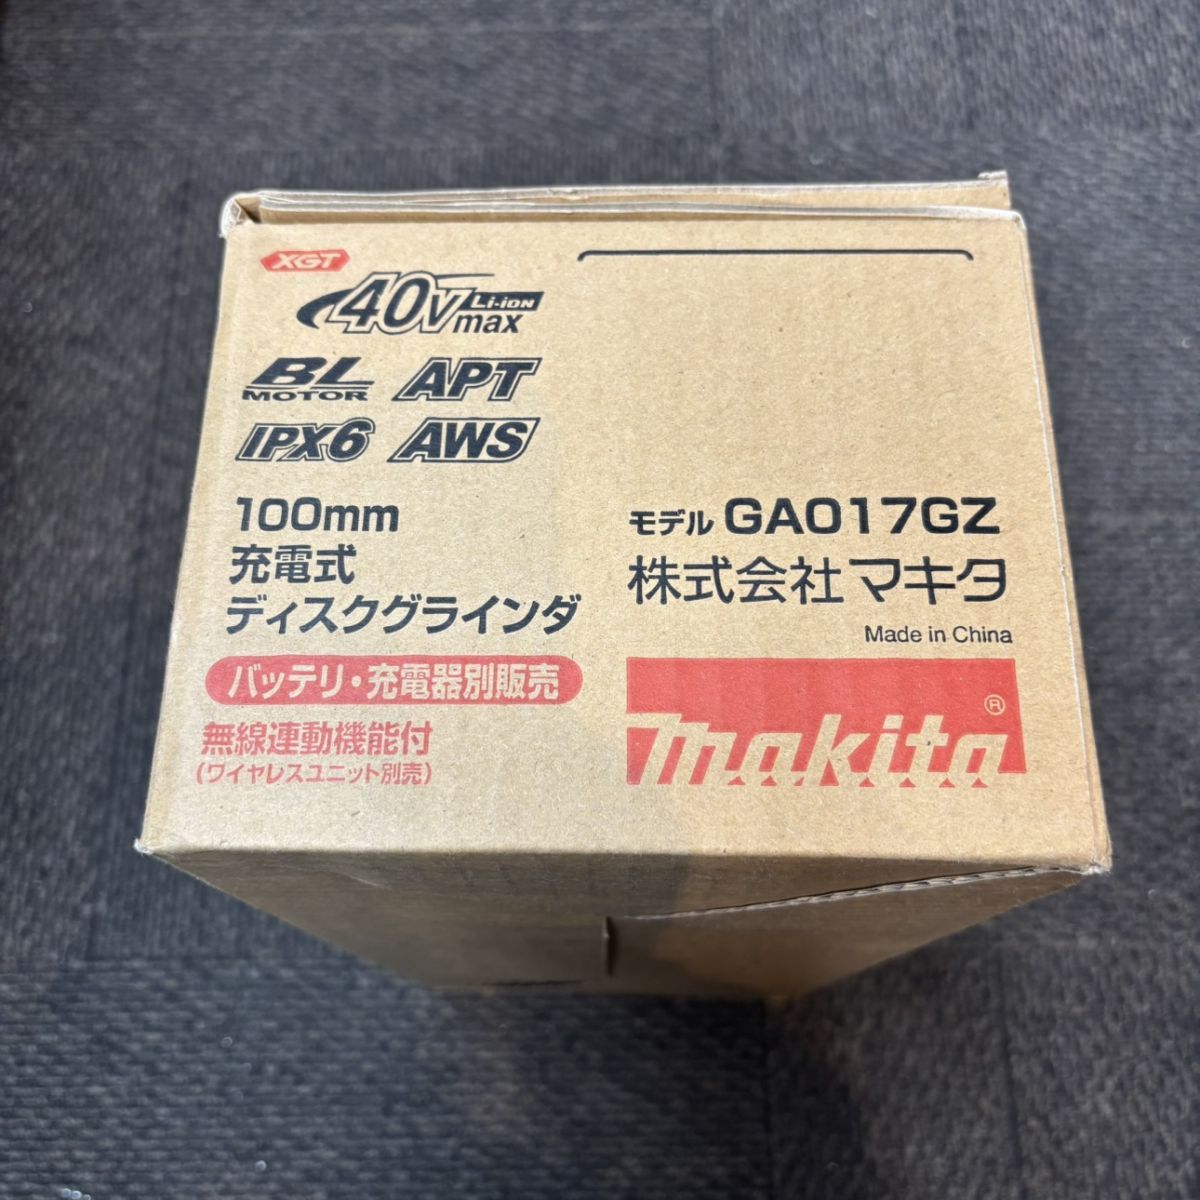 XGT
40Vmax Li-ion
BL MOTOR
APT
IPX6
AWS
100mm
充電式
ディスクグラインダ
バッテリ・充電器別販売
無線連動機能付
(ワイヤレスユニット別売)
モデル GA017GZ
株式会社マキタ
Made in China
makita®